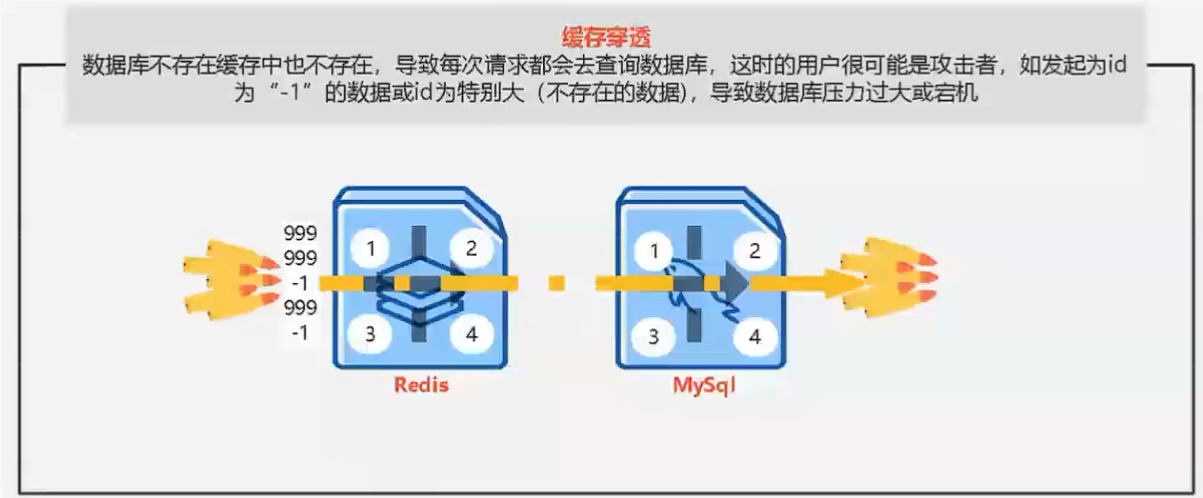 缓存穿透
数据库不存在缓存中也不存在，导致每次请求都会去查询数据库，这时的用户很可能是攻击者，如发起为id
为“-1”的数据或id为特别大（不存在的数据)，导致数据库压力过大或宕机
999
999
-1
999
-1
1
2
3
4
Redis
1
2
3
4
MySql